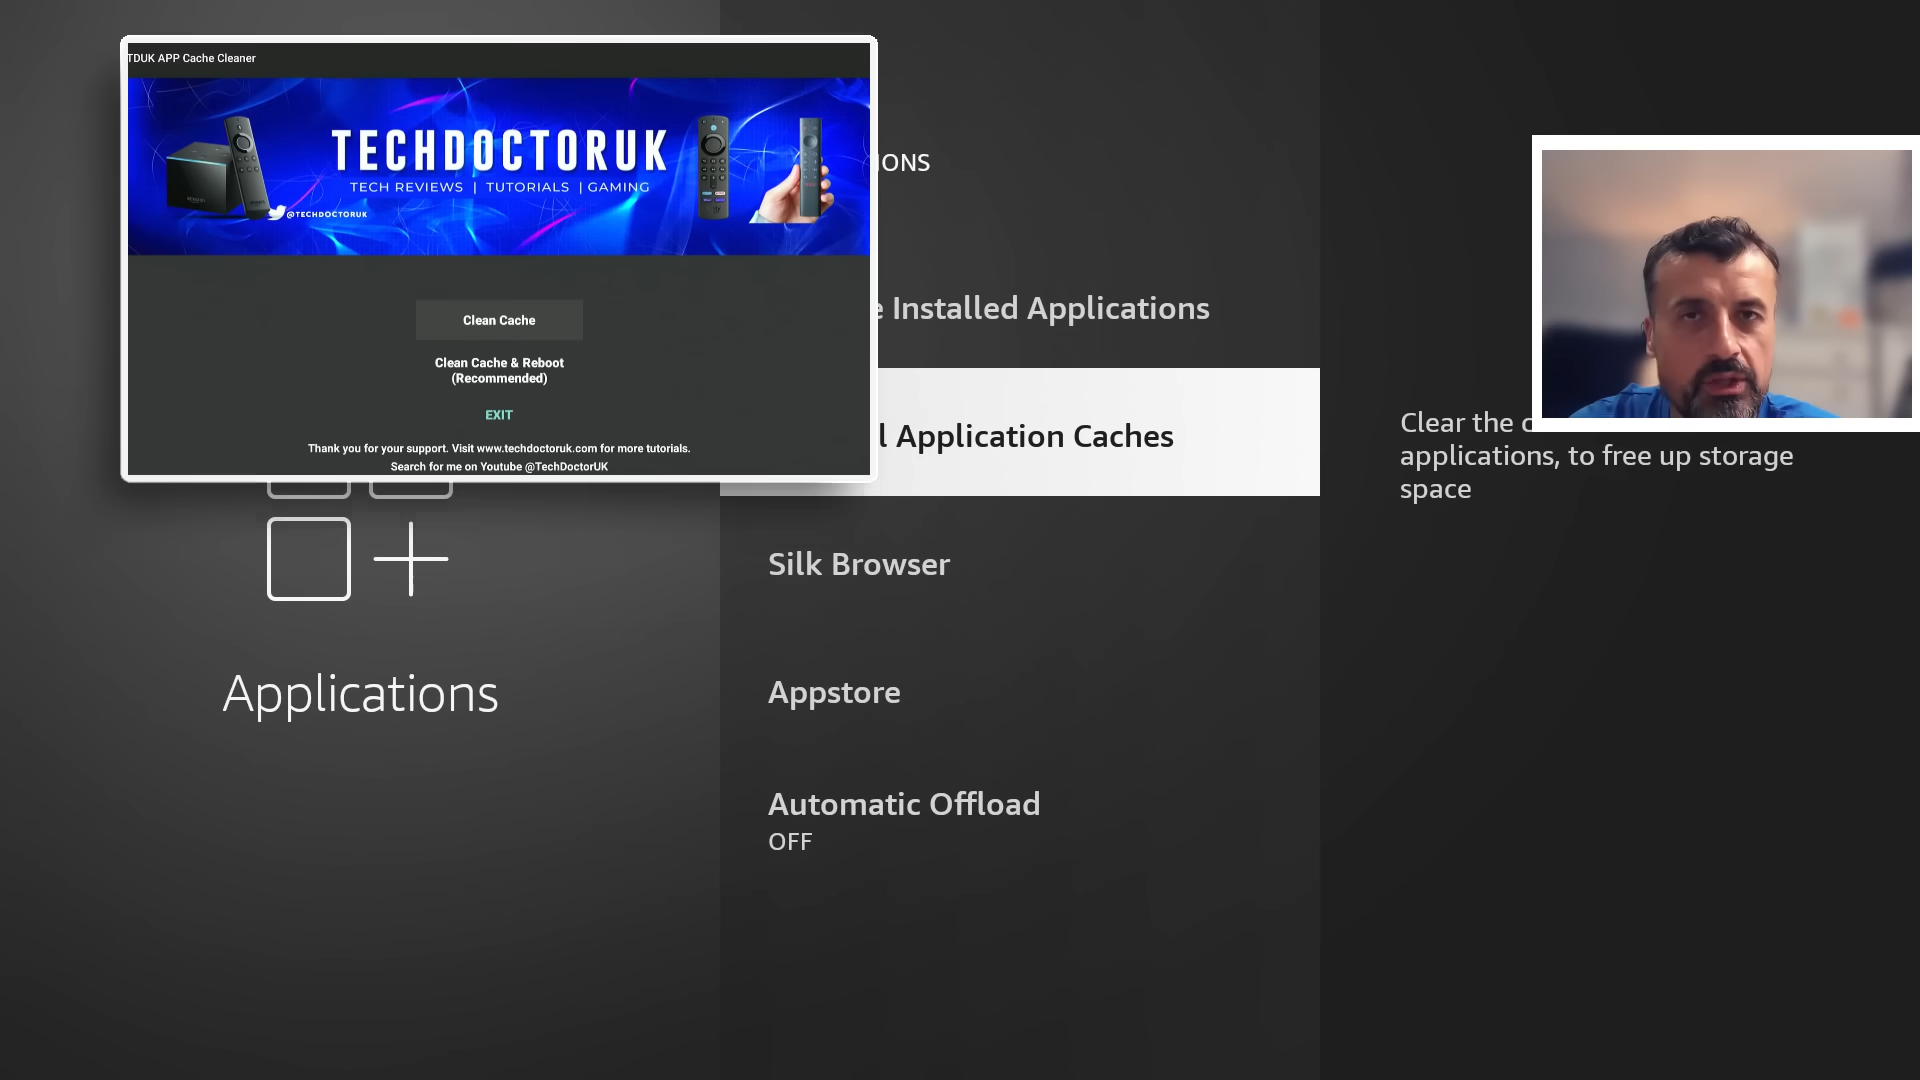 TDUK APP Cache Cleaner
TECHDOCTORUK
TECH REVIEWS | TUTORIALS | GAMING
@TECHDOCTORUK
Clean Cache
Clean Cache & Reboot
(Recommended)
EXIT
Thank you for your support. Visit www.techdoctoruk.com for more tutorials.
Search for me on Youtube @TechDoctorUK
Applications
IONS
e Installed Applications
l Application Caches
Silk Browser
Appstore
Automatic Offload
OFF
Clear the c
applications, to free up storage
space